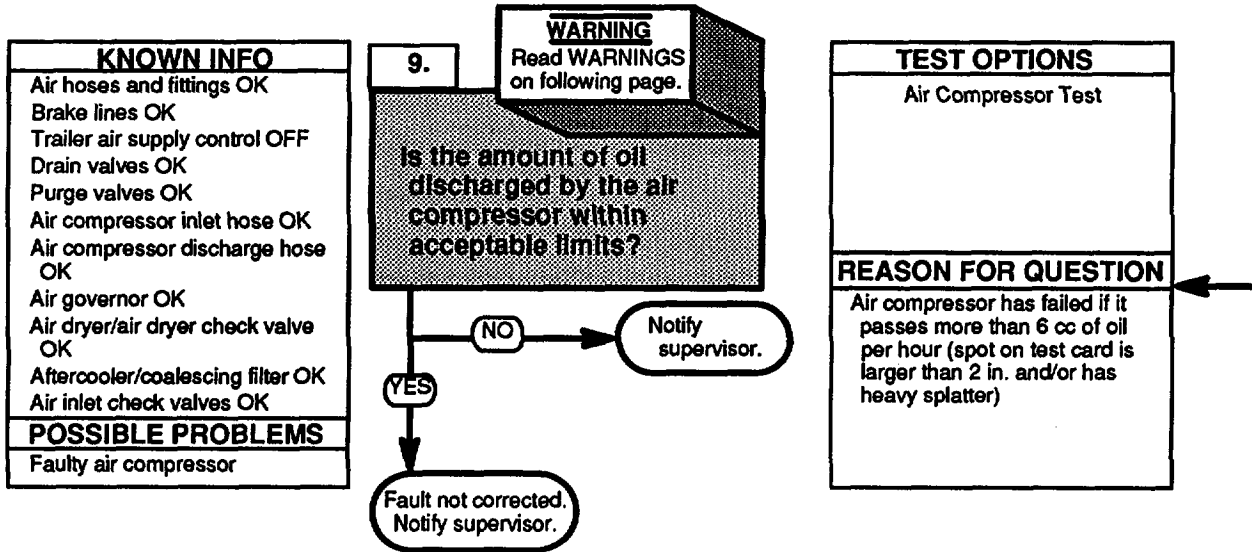 KNOWN INFO
Air hoses and fittings OK
Brake lines OK
Trailer air supply control OFF
Drain valves OK
Purge valves OK
Air compressor inlet hose OK
Air compressor discharge hose
OK
Air governor OK
Air dryer/air dryer check valve
OK
Aftercooler/coalescing filter OK
Air inlet check valves OK
POSSIBLE PROBLEMS
Faulty air compressor
9.
WARNING
Read WARNINGS
on following page.
Is the amount of oil
discharged by the air
compressor within
acceptable limits?
NO
Notify
supervisor.
YES
Fault not corrected.
Notify supervisor.
TEST OPTIONS
Air Compressor Test
REASON FOR QUESTION
Air compressor has failed if it
passes more than 6 cc of oil
per hour (spot on test card is
larger than 2 in. and/or has
heavy splatter)